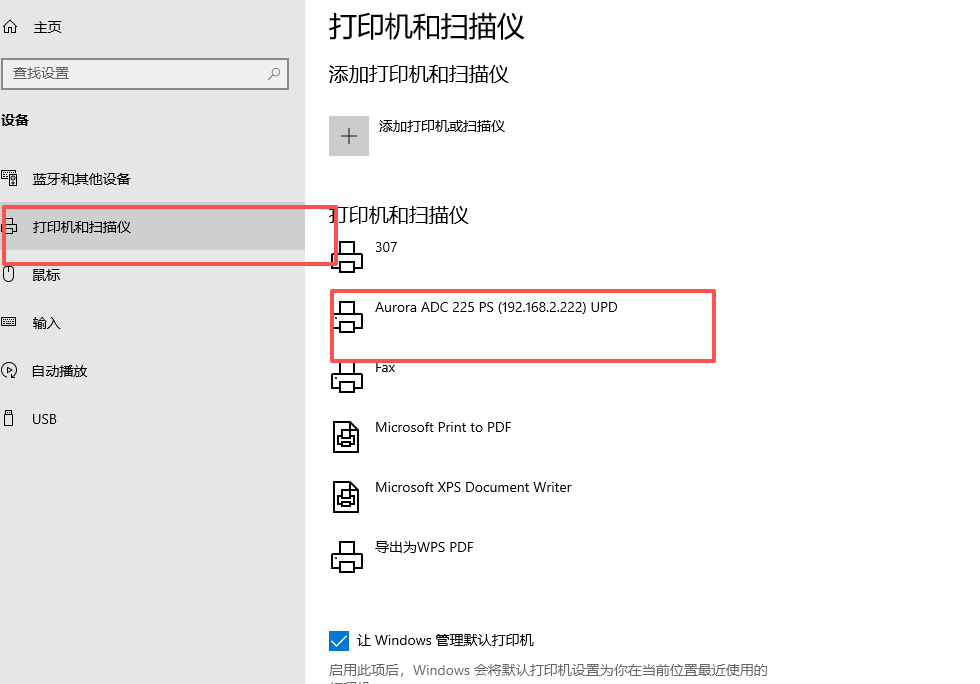 主页
查找设置
设备
蓝牙和其他设备
打印机和扫描仪
鼠标
输入
自动播放
USB
打印机和扫描仪
添加打印机和扫描仪
添加打印机或扫描仪
打印机和扫描仪
307
Aurora ADC 225 PS (192.168.2.222) UPD
Fax
Microsoft Print to PDF
Microsoft XPS Document Writer
导出为WPS PDF
让 Windows 管理默认打印机
启用此项后，Windows 会将默认打印机设置为你在当前位置最近使用的